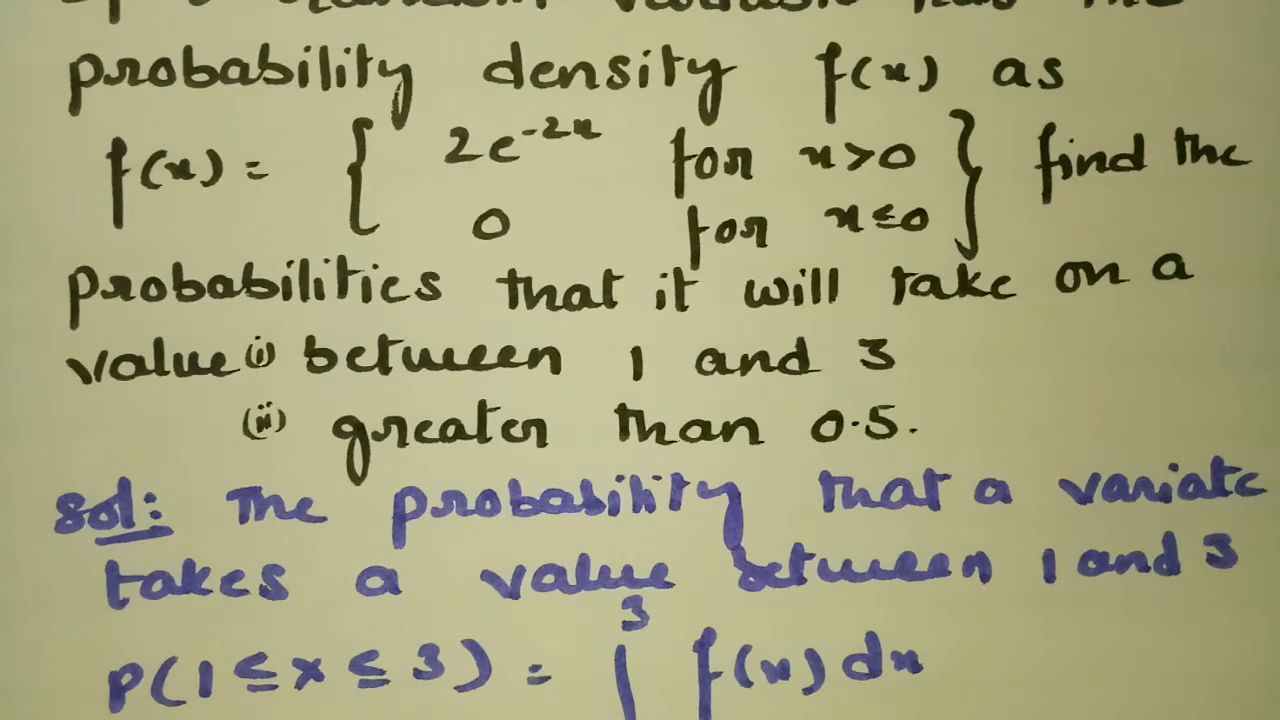 probability density f(x) as
f(x) = { 2e^-2x for x>0 } find the
0 for x≤0
probabilities that it will take on a
value (i) between 1 and 3
(ii) greater than 0.5.
Sol: The probability that a variate
takes a value between 1 and 3
P(1 ≤ x ≤ 3) = ∫ 3 f(x) dx